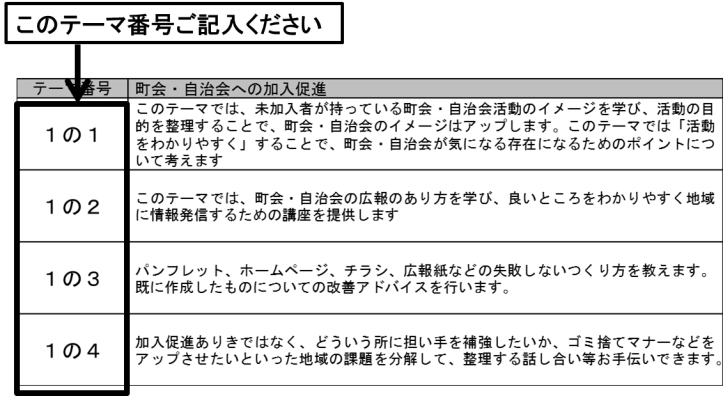 このテーマ番号ご記入ください
テーマ番号 町会・自治会への加入促進
1の1
このテーマでは、未加入者が持っている町会・自治会活動のイメージを学び、活動の目
的を整理することで、町会・自治会のイメージはアップします。このテーマでは「活動
をわかりやすく」することで、町会・自治会が気になる存在になるためのポイントにつ
いて考えます
1の2
このテーマでは、町会・自治会の広報のあり方を学び、良いところをわかりやすく地域
に情報発信するための講座を提供します
1の3
パンフレット、ホームページ、チラシ、広報紙などの失敗しないつくり方を教えます。
既に作成したものについての改善アドバイスを行います。
1の4
加入促進ありきではなく、どういう所に担い手を補強したいか、ゴミ捨てマナーなどを
アップさせたいといった地域の課題を分解して、整理する話し合い等お手伝いできます。